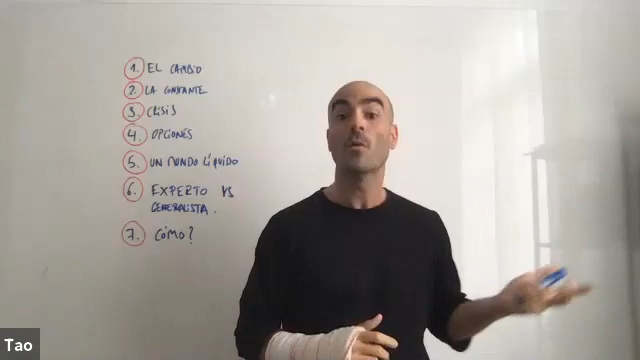 1. EL CAMBIO
2. LA CONSTANTE
3. CRISIS
4. OPCIONES
5. UN MUNDO LÍQUIDO
6. EXPERTO VS
GENERALISTA.
7. CÓMO?
Tao